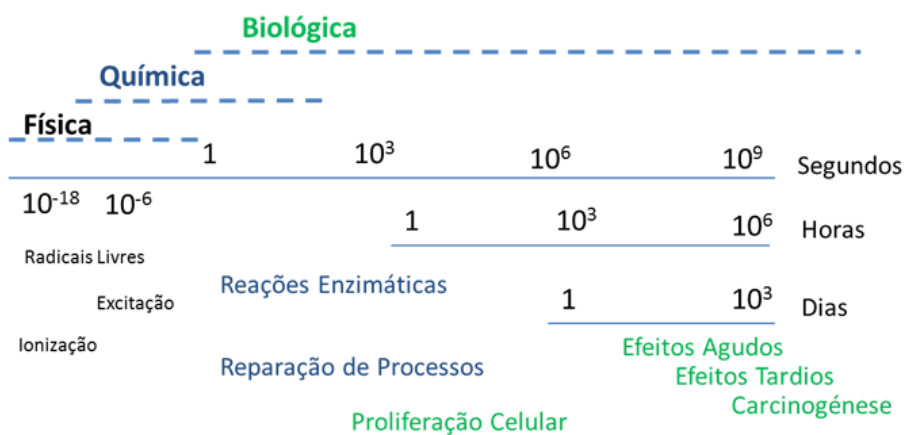 Biológica
Química
Física
1 10³ 10⁶ 10⁹ Segundos
10⁻¹⁸ 10⁻⁶
1 10³ 10⁶ Horas
Radicais Livres
Reações Enzimáticas
Excitação
1 10³ Dias
Ionização
Efeitos Agudos
Reparação de Processos
Efeitos Tardios
Carcinogénese
Proliferação Celular